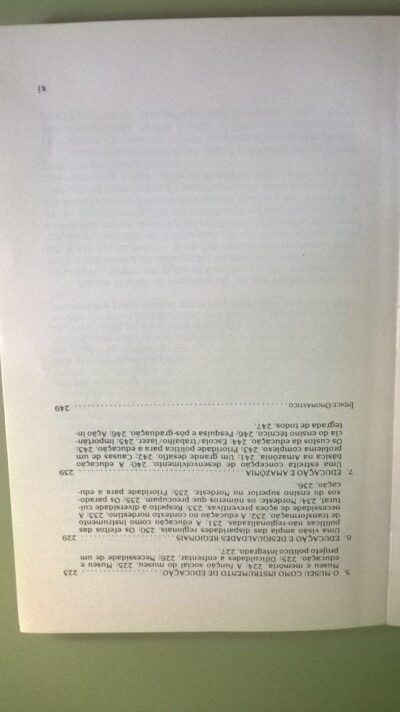 5. O MUSEU COMO INSTRUMENTO DE EDUCAÇÃO .......... 223
Museu e memória, 224. A função social do museu, 225; Museu e
educação, 225; Dificuldades a enfrentar, 226; Necessidade de um
projeto político integrado, 227.
6. EDUCAÇÃO E DESIGUALDADES REGIONAIS .......... 229
Uma visão ampla das disparidades regionais, 230; Os efeitos das
políticas não-regionalizadas, 231; A educação como instrumento
de transformação, 232; A educação no contexto nordestino, 233; A
necessidade de ações preventivas, 233; Respeito à diversidade cul-
tural, 234; Nordeste: os números que preocupam, 235; Os parado-
xos do ensino superior no Nordeste, 235; Prioridade para a edu-
cação, 236.
7. EDUCAÇÃO E AMAZÔNIA .......... 239
Uma estreita concepção de desenvolvimento, 240; A educação
básica na Amazônia, 241; Um grande desafio, 242; Causas de um
problema complexo, 243; Prioridade política para a educação, 243;
Os custos da educação, 244; Escola/trabalho/lazer, 245; Importân-
cia do ensino técnico, 246; Pesquisa e pós-graduação, 246; Ação in-
tegrada de todos, 247.
ÍNDICE ONOMÁSTICO .......... 249
xi